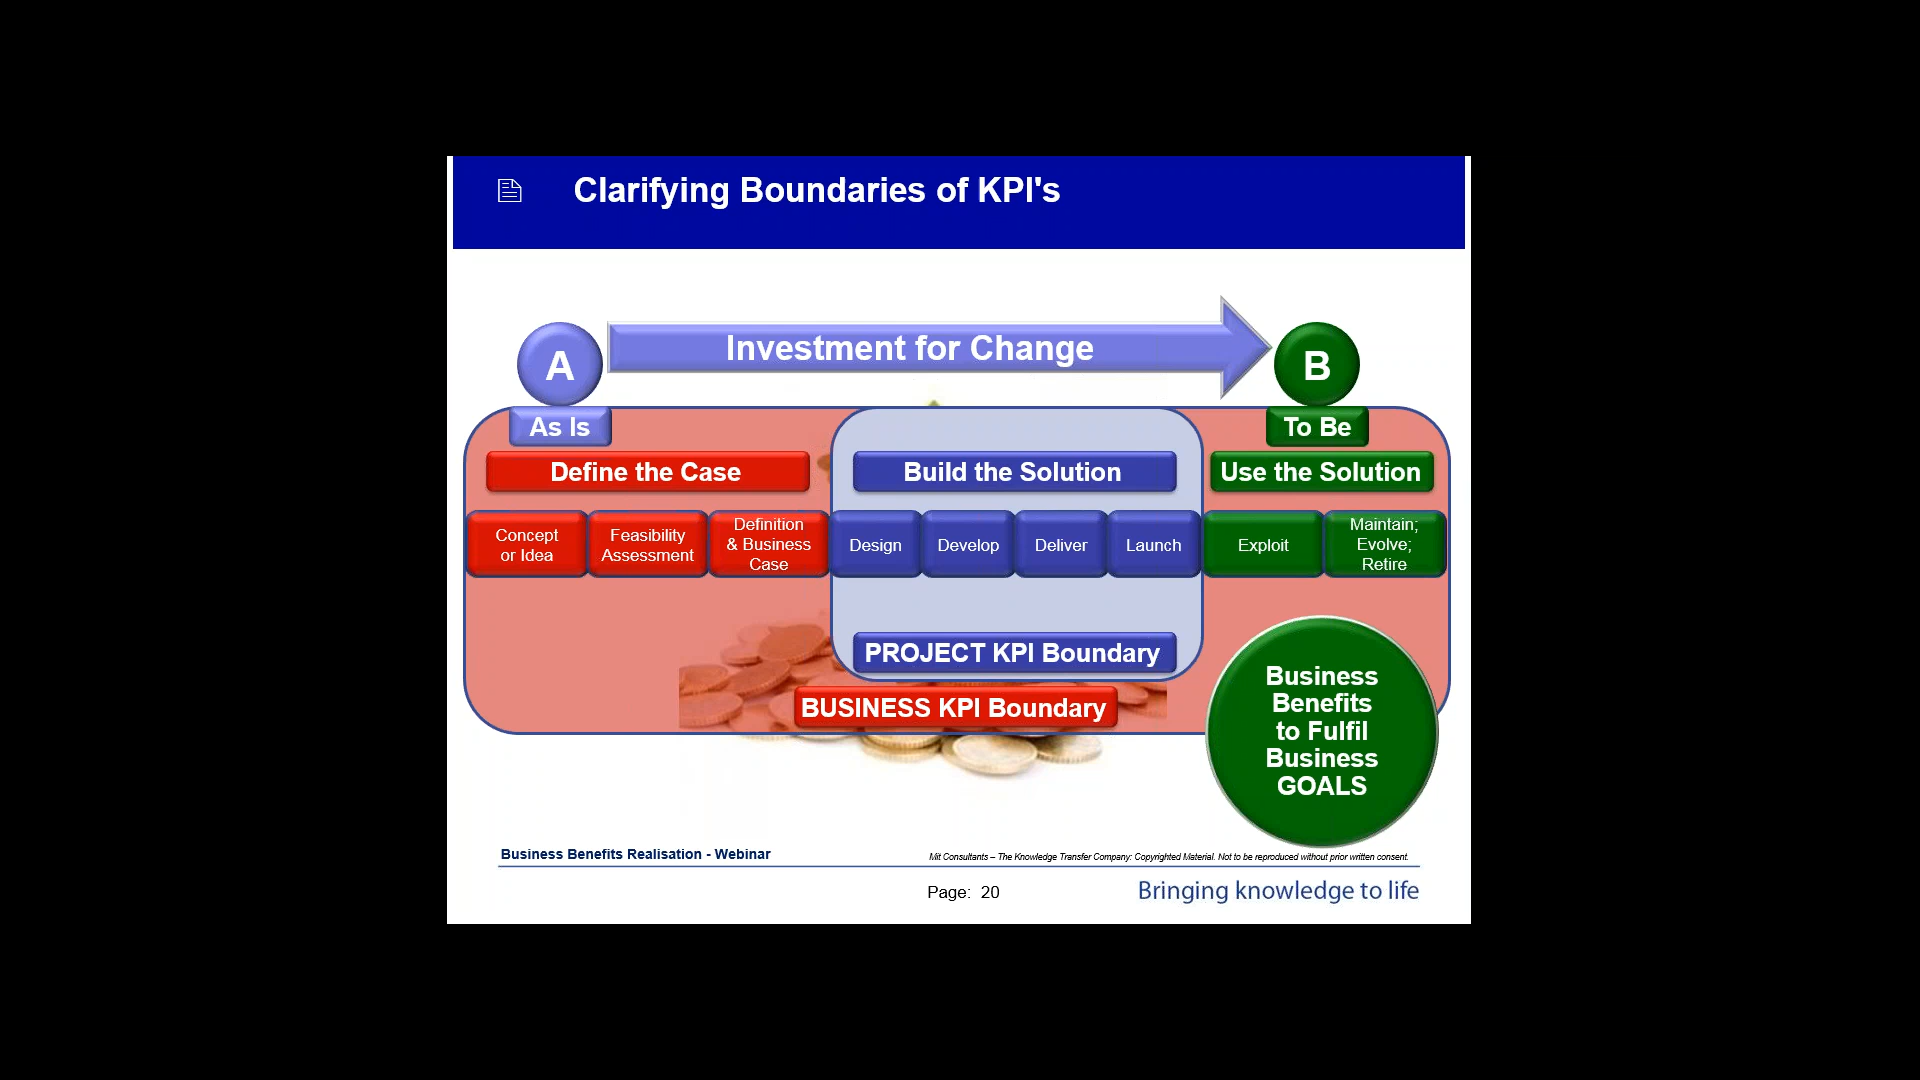 Clarifying Boundaries of KPI's
A
Investment for Change
B
As Is
To Be
Define the Case
Build the Solution
Use the Solution
Concept
or Idea
Feasibility
Assessment
Definition
& Business
Case
Design
Develop
Deliver
Launch
Exploit
Maintain;
Evolve;
Retire
PROJECT KPI Boundary
BUSINESS KPI Boundary
Business
Benefits
to Fulfil
Business
GOALS
Business Benefits Realisation - Webinar
Mit Consultants – The Knowledge Transfer Company: Copyrighted Material. Not to be reproduced without prior written consent.
Page: 20
Bringing knowledge to life